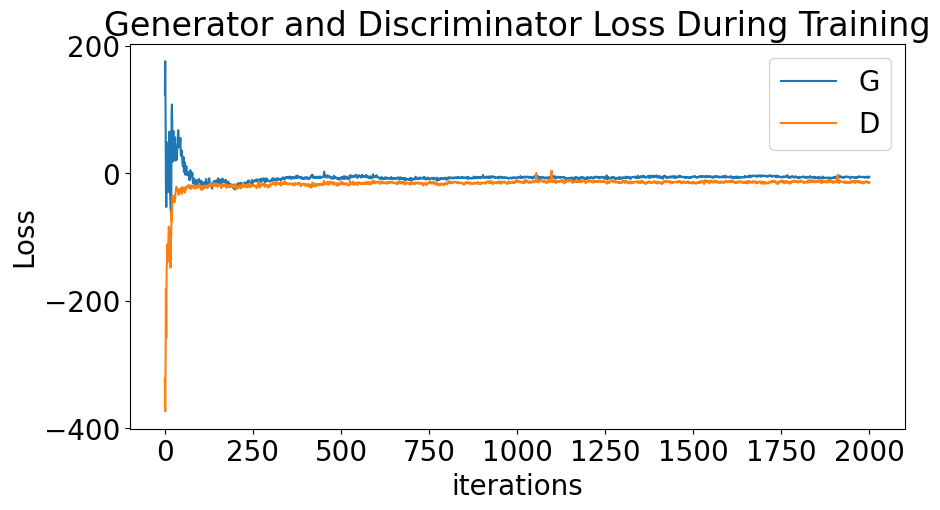 Generator and Discriminator Loss During Training
200
0
−200
−400
Loss
G
D
0 250 500 750 1000 1250 1500 1750 2000
iterations